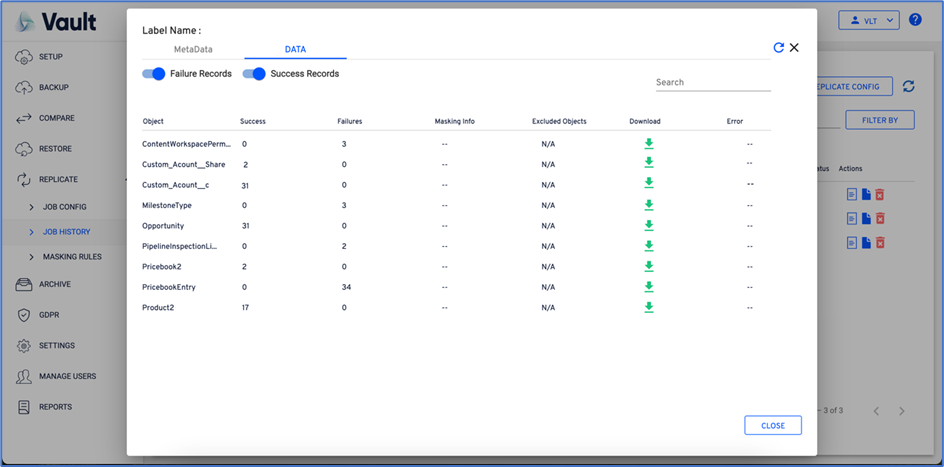 Vault
VLT
Label Name :
MetaData DATA
Failure Records Success Records
Search
Object Success Failures Masking Info Excluded Objects Download Error
ContentWorkspacePerm... 0 3 -- N/A --
Custom_Acount__Share 2 0 -- N/A --
Custom_Acount__c 31 0 -- N/A --
MilestoneType 0 3 -- N/A --
Opportunity 31 0 -- N/A --
PipelineInspectionLi... 0 2 -- N/A --
Pricebook2 2 0 -- N/A --
PricebookEntry 0 34 -- N/A --
Product2 17 0 -- N/A --
CLOSE
SETUP
BACKUP
COMPARE
RESTORE
REPLICATE
JOB CONFIG
JOB HISTORY
MASKING RULES
ARCHIVE
GDPR
SETTINGS
MANAGE USERS
REPORTS
EPLICATE CONFIG
FILTER BY
atus Actions
– 3 of 3